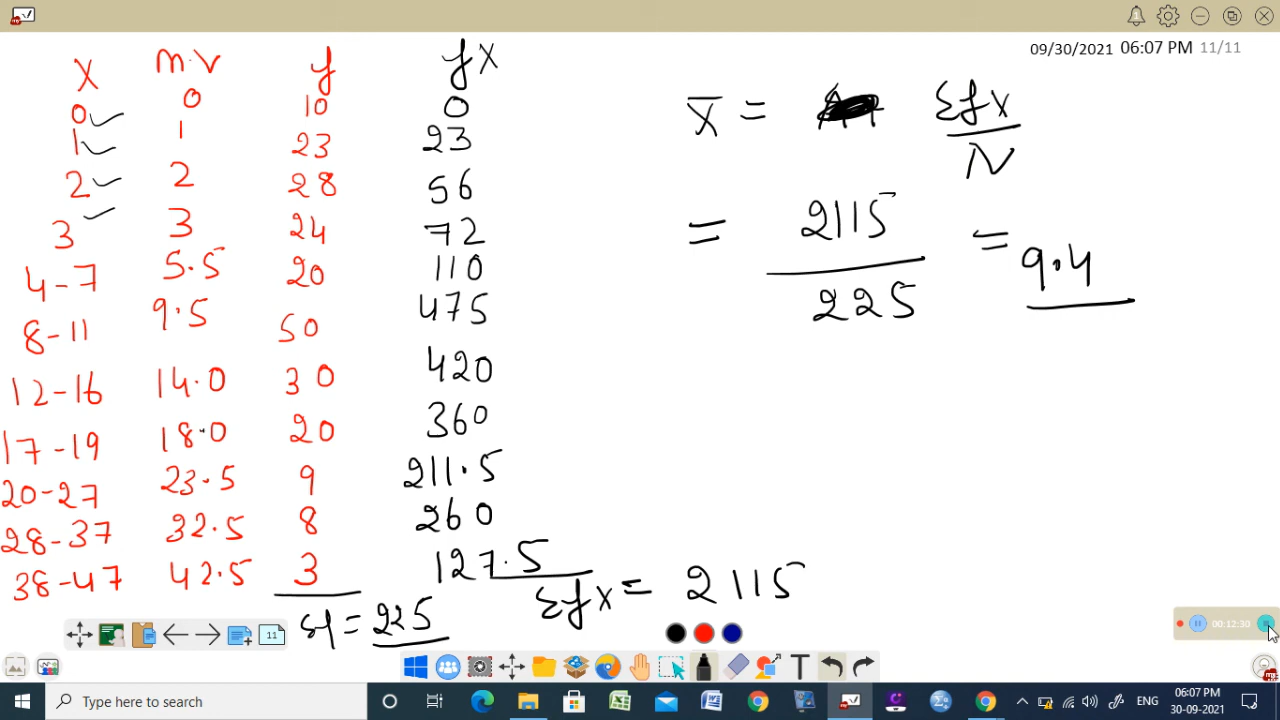 09/30/2021 06:07 PM 11/11
X m.v f fX
0 0 10 0
1 1 23 23
2 2 28 56
3 3 24 72
4-7 5.5 20 110
8-11 9.5 50 475
12-16 14.0 30 420
17-19 18.0 20 360
20-27 23.5 9 211.5
28-37 32.5 8 260
38-47 42.5 3 127.5
Σf = 225 ΣfX = 2115
X̅ = ΣfX / N
= 2115 / 225 = 9.4
00:12:30
11
T
Type here to search
ENG
06:07 PM
30-09-2021